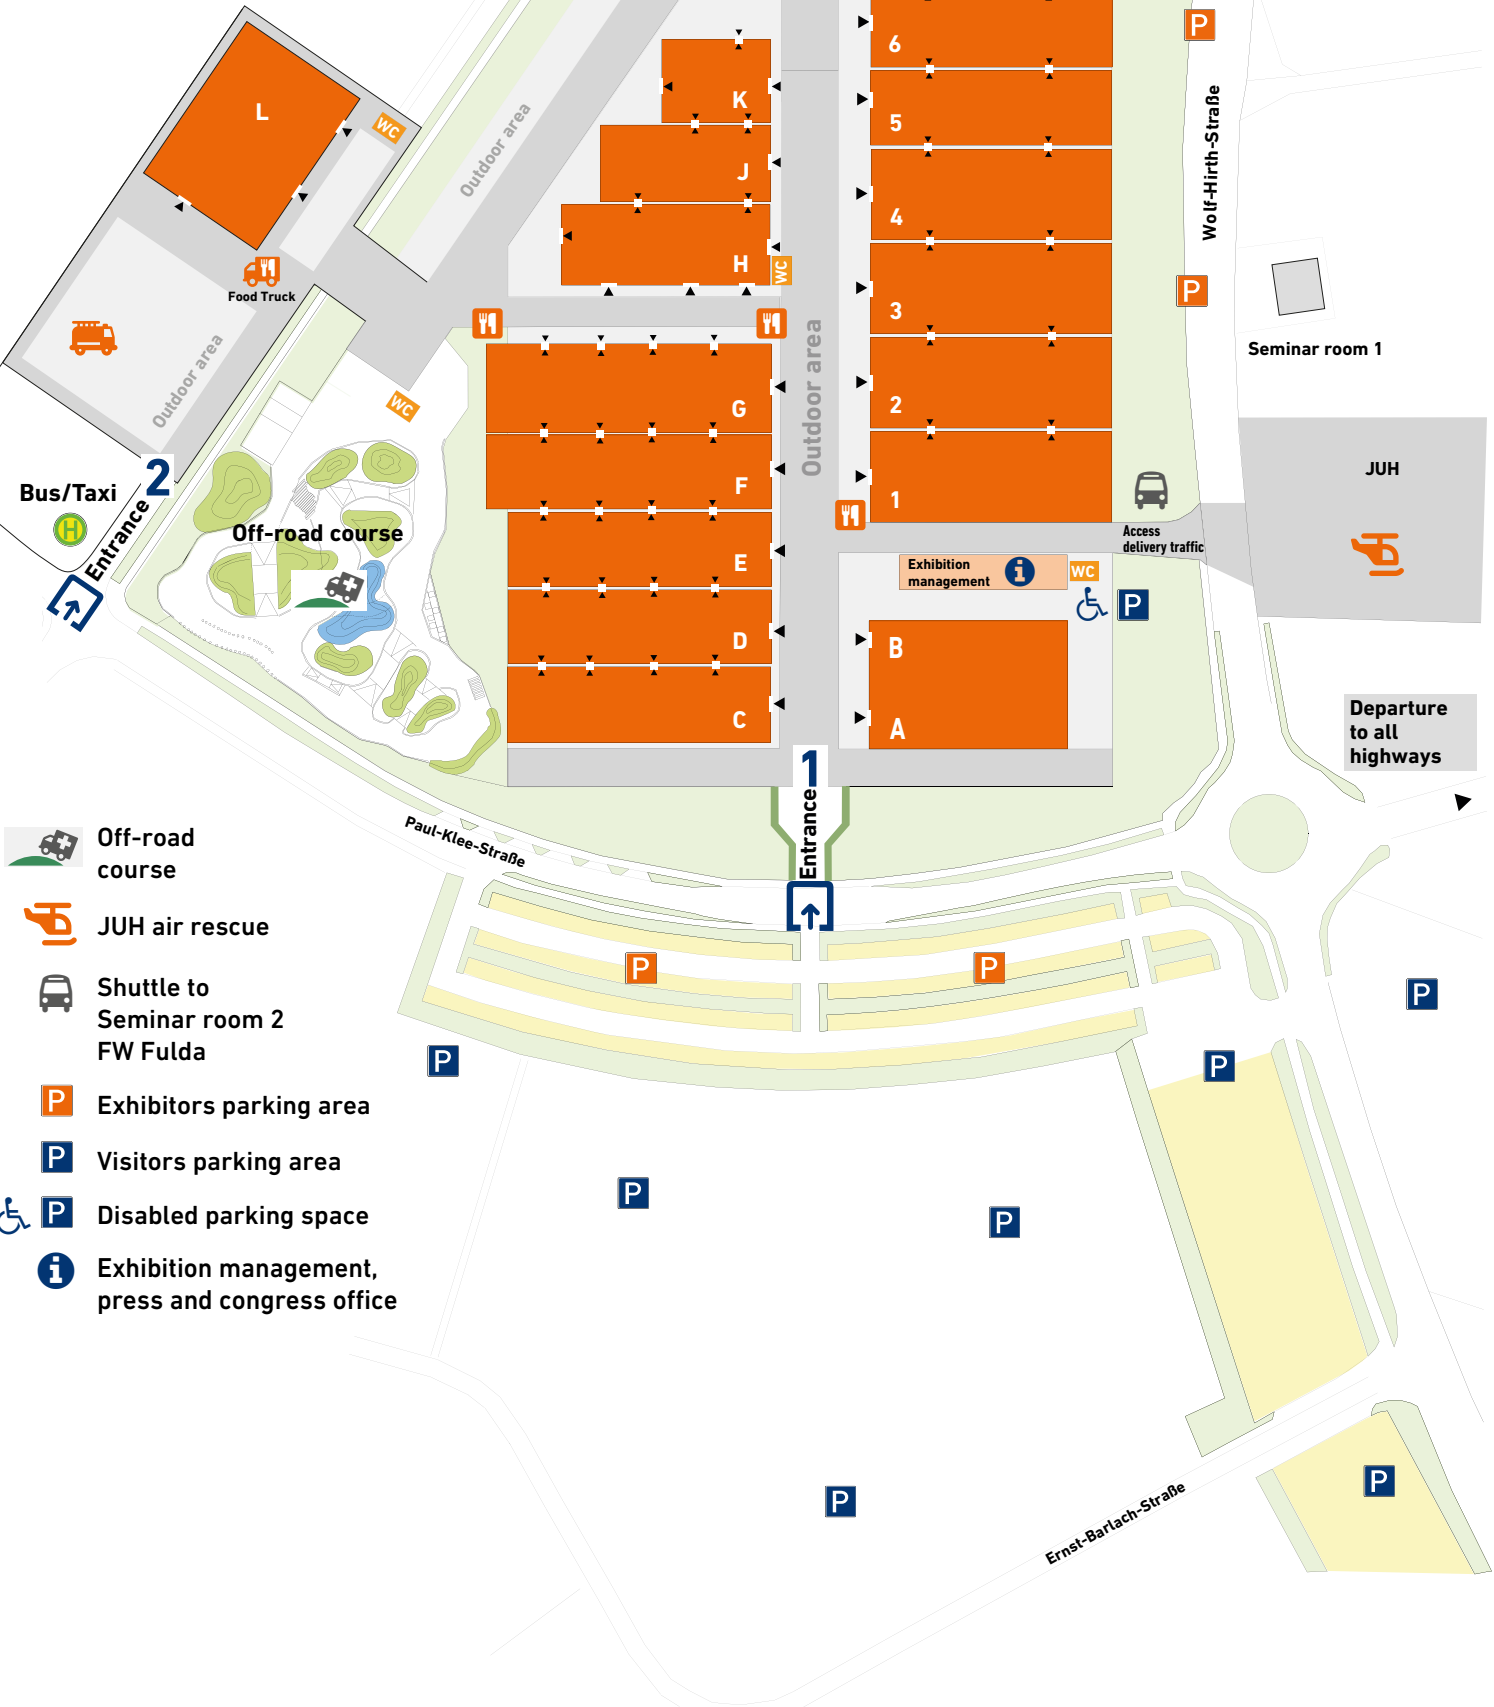 6
P
L
WC
K
5
Outdoor area
J
Wolf-Hirth-Straße
4
H
WC
Food Truck
3
P
Outdoor area
Outdoor area
Seminar room 1
G
2
WC
2
Bus/Taxi
H
Entrance
F
1
JUH
Off-road course
Access
delivery traffic
E
Exhibition
management
i
WC
P
D
B
C
A
Departure
to all
highways
1
Entrance
Paul-Klee-Straße
Off-road
course
JUH air rescue
P
P
P
Shuttle to
Seminar room 2
FW Fulda
P
P
P
Exhibitors parking area
P
Visitors parking area
P
Disabled parking space
P
P
i
Exhibition management,
press and congress office
P
P
Ernst-Barlach-Straße